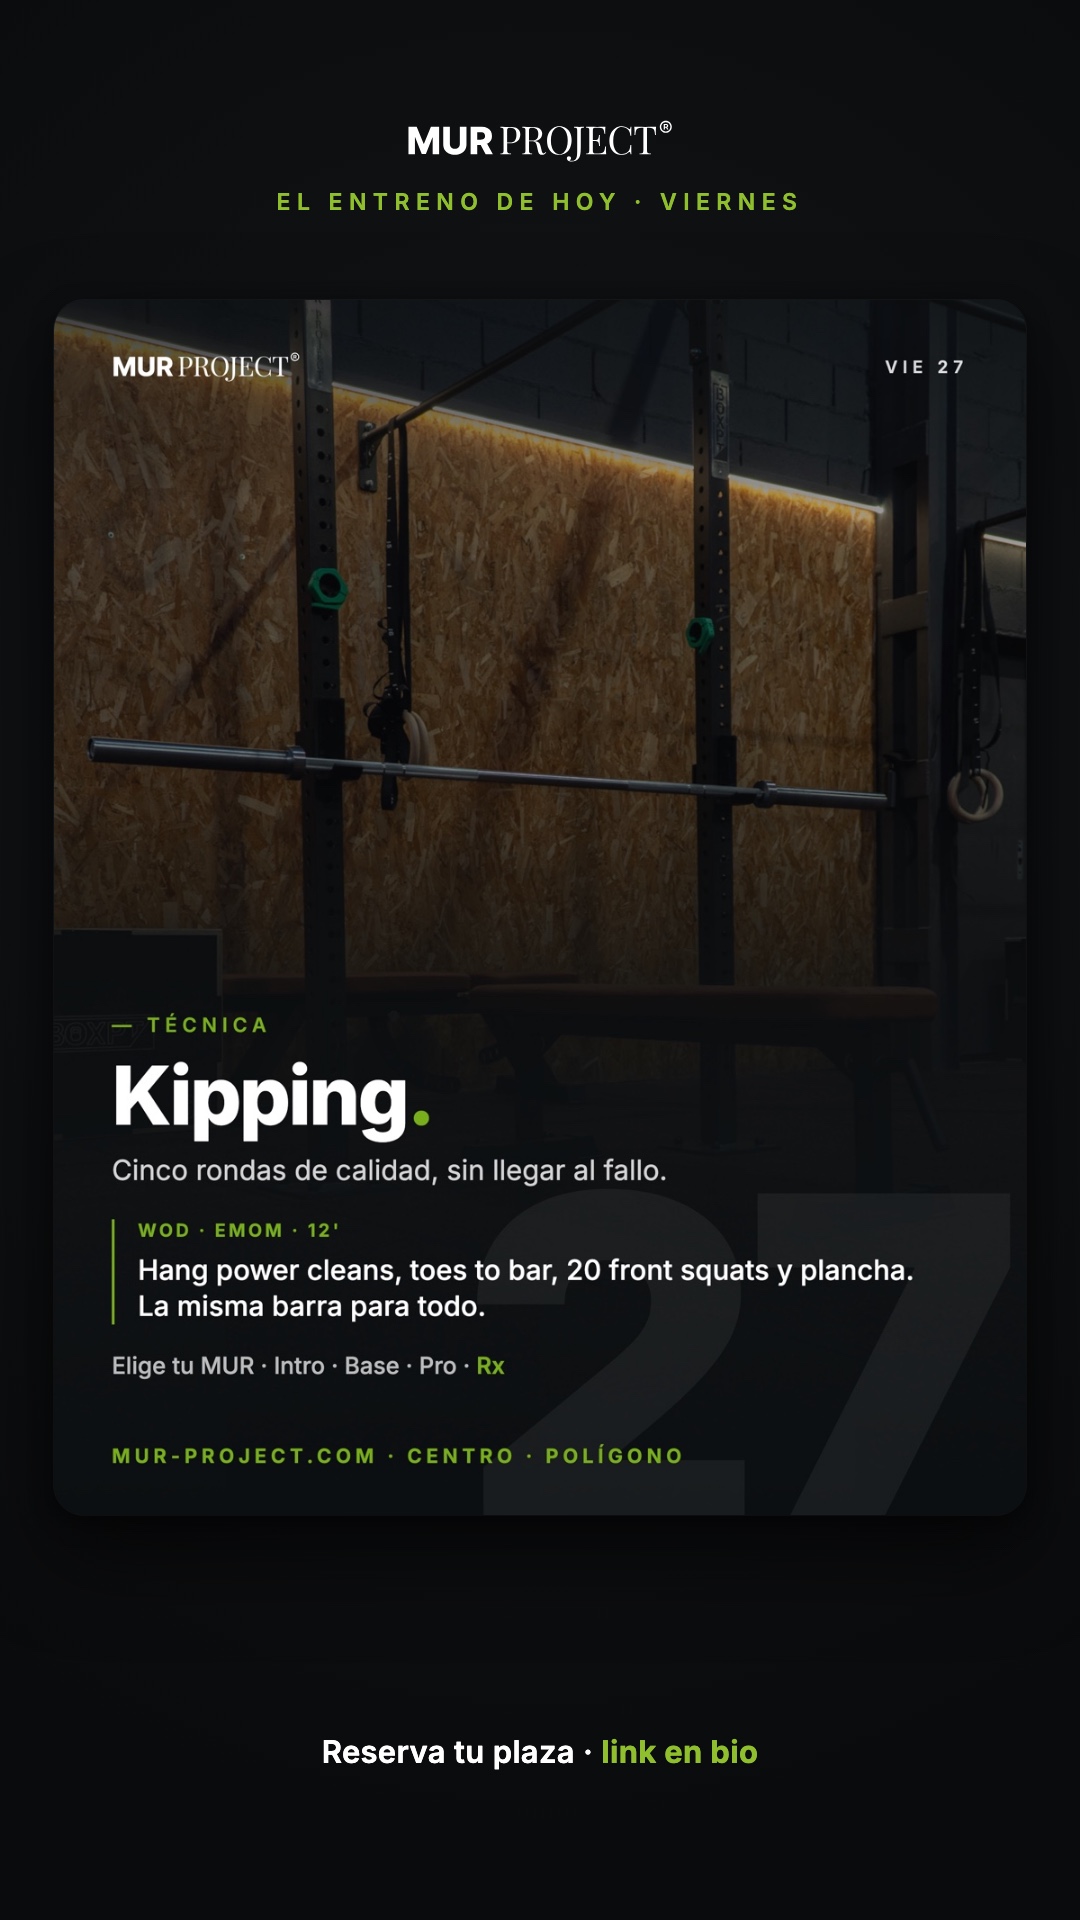 MUR PROJECT®
EL ENTRENO DE HOY · VIERNES
MUR PROJECT®
VIE 27
BOXPT
— TÉCNICA
Kipping.
Cinco rondas de calidad, sin llegar al fallo.
WOD · EMOM · 12'
Hang power cleans, toes to bar, 20 front squats y plancha.
La misma barra para todo.
Elige tu MUR · Intro · Base · Pro · Rx
27
MUR-PROJECT.COM · CENTRO · POLÍGONO
Reserva tu plaza · link en bio